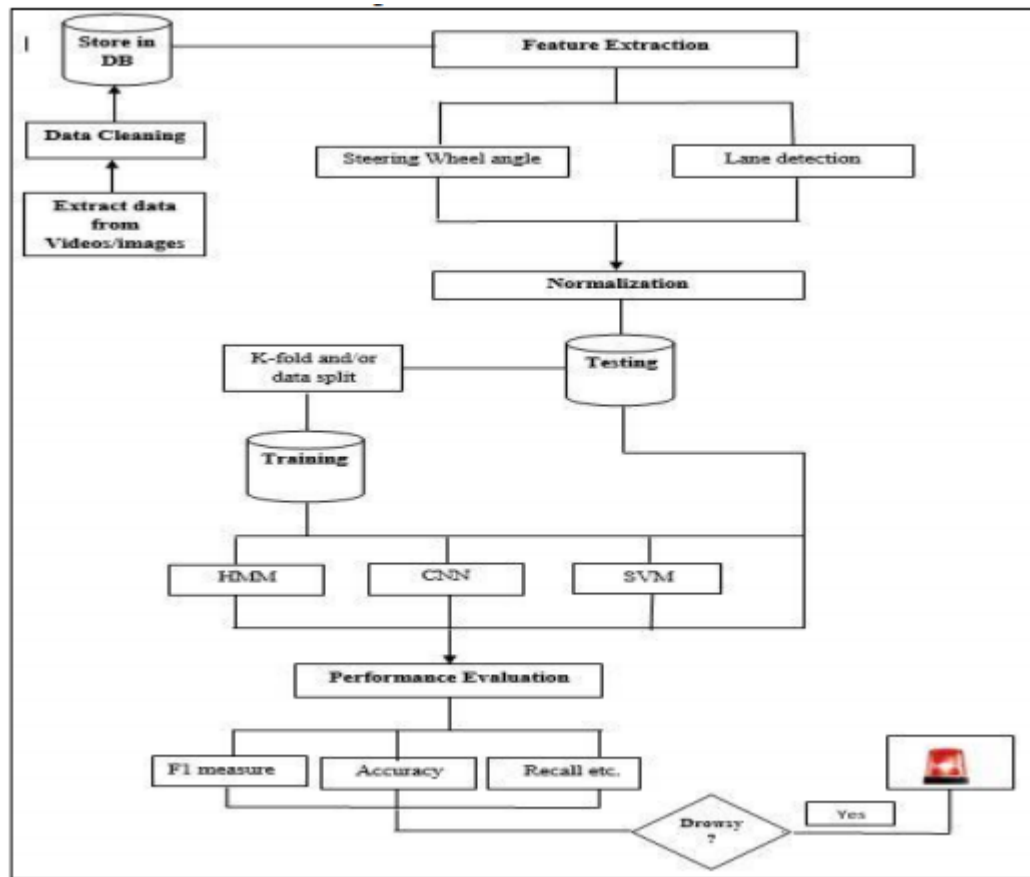 Store in
DB
Feature Extraction
Data Cleaning
Steering Wheel angle
Lane detection
Extract data
from
Videos/images
Normalization
K-fold and/or
data split
Testing
Training
HMM
CNN
SVM
Performance Evaluation
F1 measure
Accuracy
Recall etc.
Drowsy
?
Yes